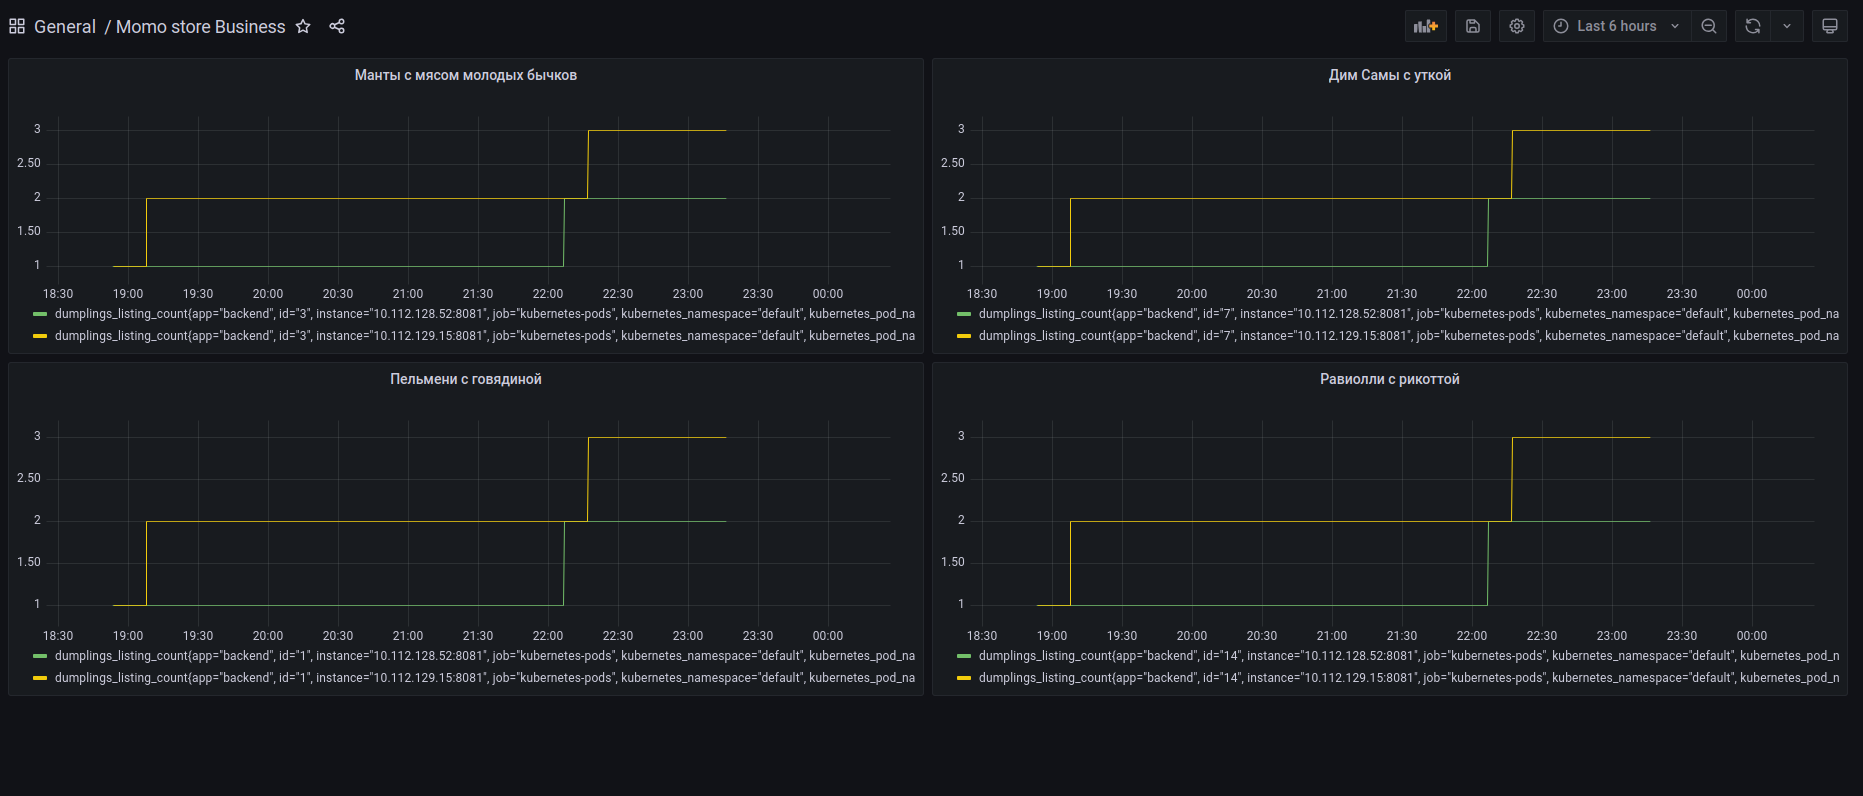 General / Momo store Business
Last 6 hours
Манты с мясом молодых бычков
3
2.50
2
1.50
1
18:30 19:00 19:30 20:00 20:30 21:00 21:30 22:00 22:30 23:00 23:30 00:00
dumplings_listing_count{app="backend", id="3", instance="10.112.128.52:8081", job="kubernetes-pods", kubernetes_namespace="default", kubernetes_pod_na
dumplings_listing_count{app="backend", id="3", instance="10.112.129.15:8081", job="kubernetes-pods", kubernetes_namespace="default", kubernetes_pod_na
Дим Самы с уткой
3
2.50
2
1.50
1
18:30 19:00 19:30 20:00 20:30 21:00 21:30 22:00 22:30 23:00 23:30 00:00
dumplings_listing_count{app="backend", id="7", instance="10.112.128.52:8081", job="kubernetes-pods", kubernetes_namespace="default", kubernetes_pod_na
dumplings_listing_count{app="backend", id="7", instance="10.112.129.15:8081", job="kubernetes-pods", kubernetes_namespace="default", kubernetes_pod_na
Пельмени с говядиной
3
2.50
2
1.50
1
18:30 19:00 19:30 20:00 20:30 21:00 21:30 22:00 22:30 23:00 23:30 00:00
dumplings_listing_count{app="backend", id="1", instance="10.112.128.52:8081", job="kubernetes-pods", kubernetes_namespace="default", kubernetes_pod_na
dumplings_listing_count{app="backend", id="1", instance="10.112.129.15:8081", job="kubernetes-pods", kubernetes_namespace="default", kubernetes_pod_na
Равиолли с рикоттой
3
2.50
2
1.50
1
18:30 19:00 19:30 20:00 20:30 21:00 21:30 22:00 22:30 23:00 23:30 00:00
dumplings_listing_count{app="backend", id="14", instance="10.112.128.52:8081", job="kubernetes-pods", kubernetes_namespace="default", kubernetes_pod_n
dumplings_listing_count{app="backend", id="14", instance="10.112.129.15:8081", job="kubernetes-pods", kubernetes_namespace="default", kubernetes_pod_n